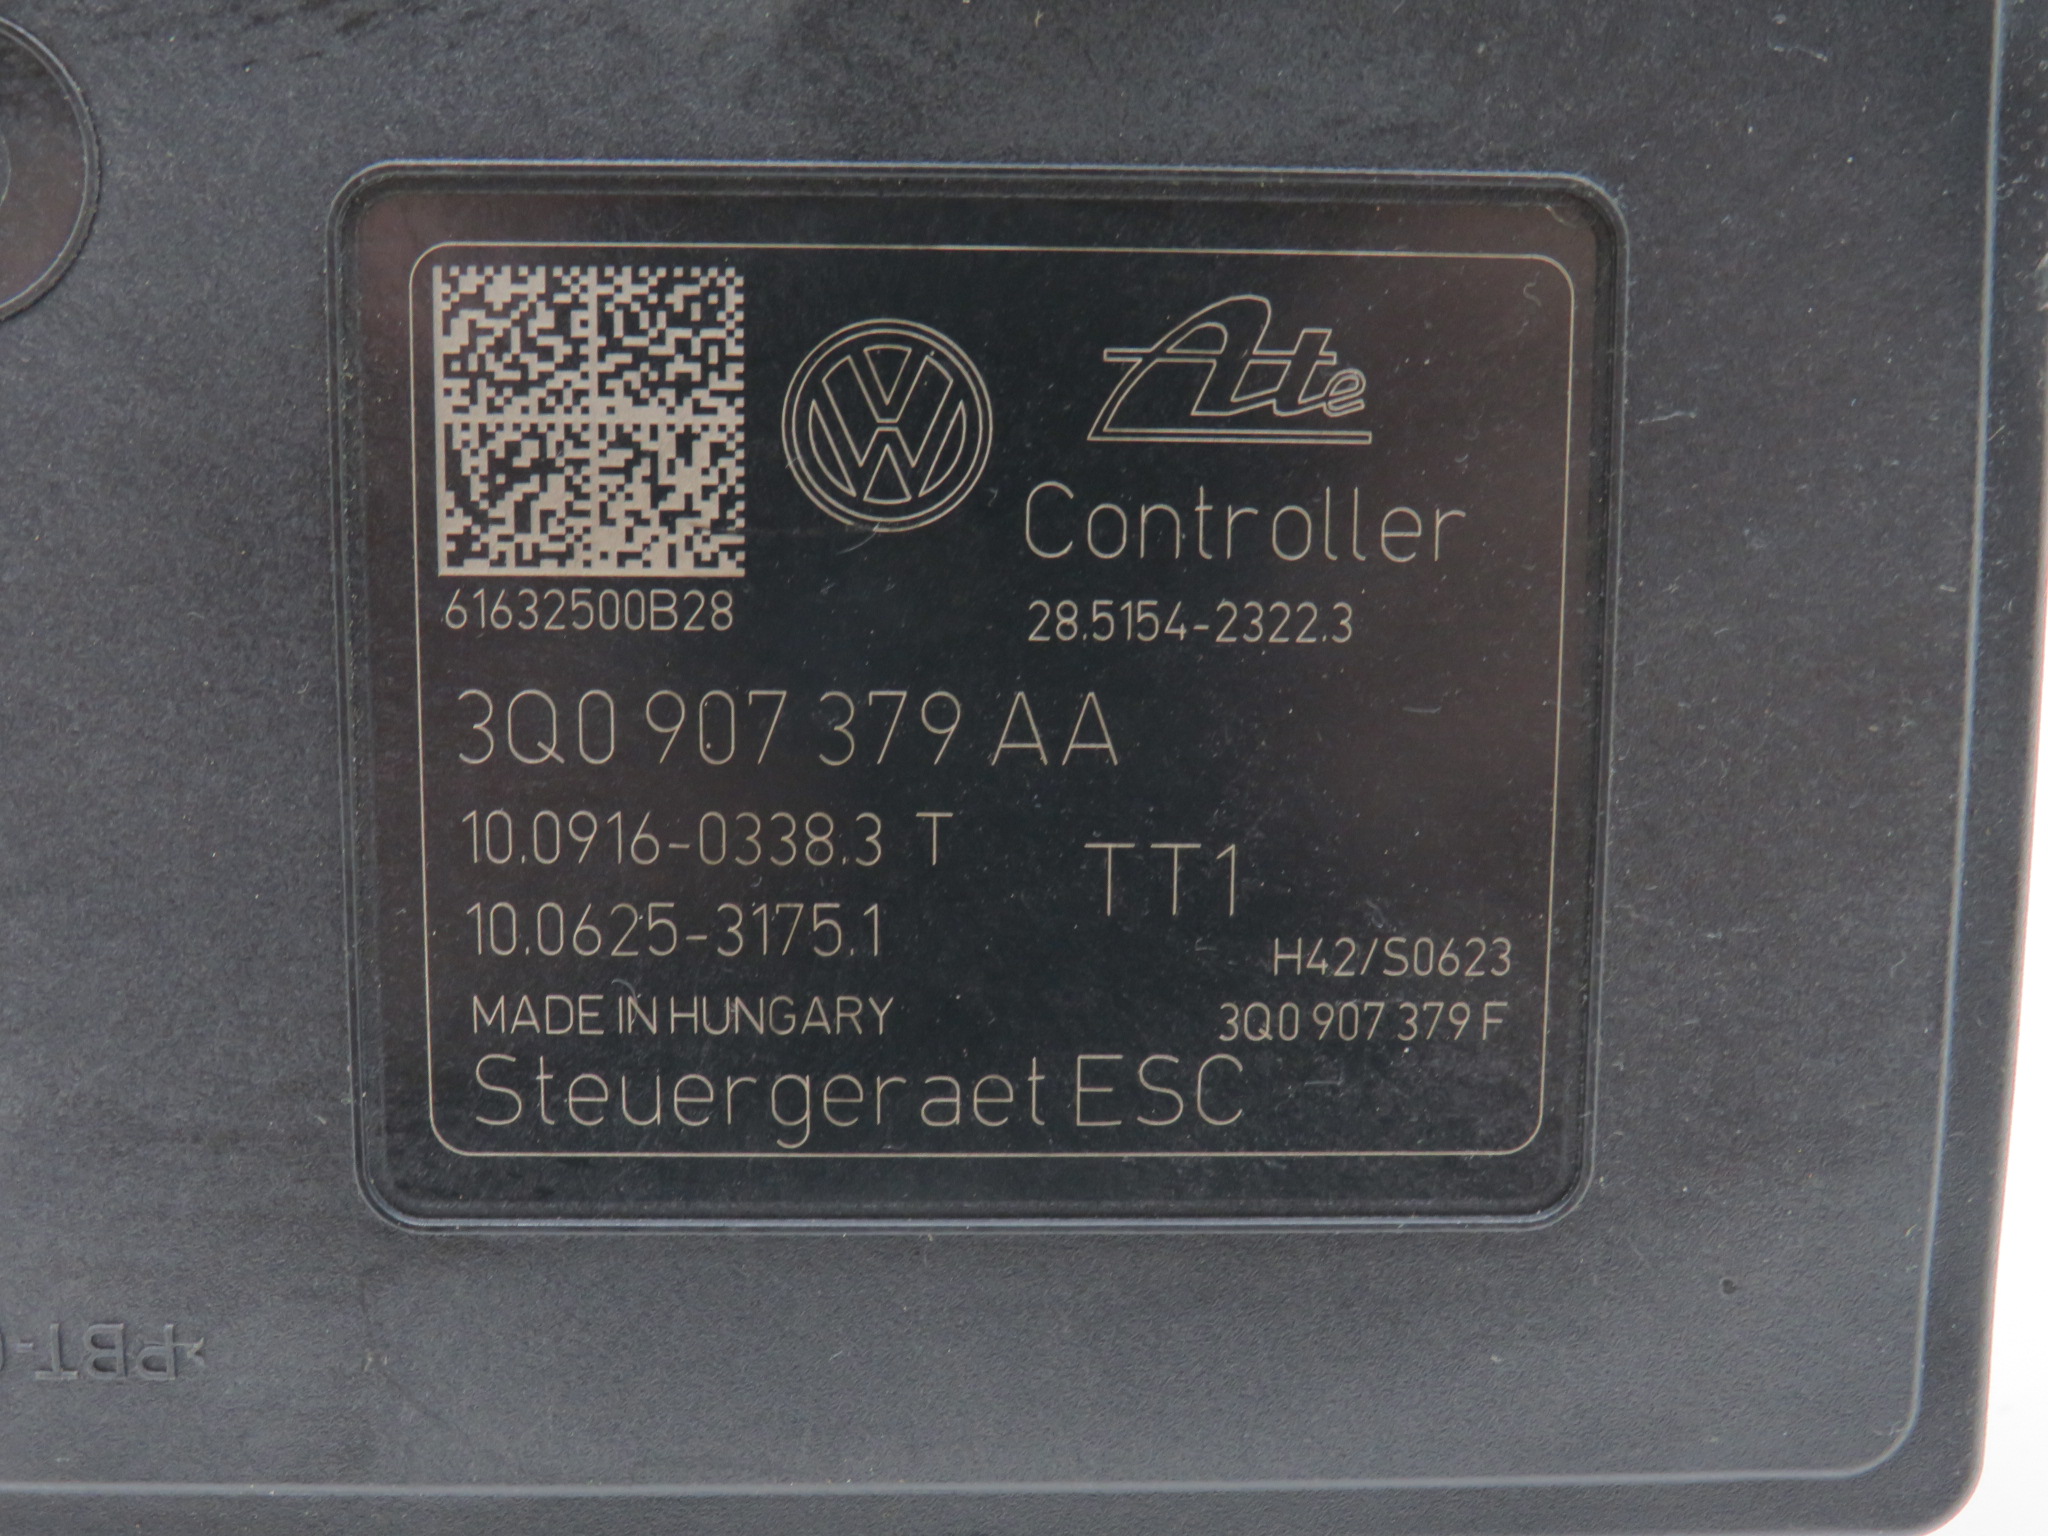 Ate
Controller
61632500B28
28.5154-2322.3
3Q0 907 379 AA
10.0916-0338.3 T
TT1
10.0625-3175.1
H42/S0623
MADE IN HUNGARY
3Q0 907 379 F
Steuergeraet ESC
>PBT-